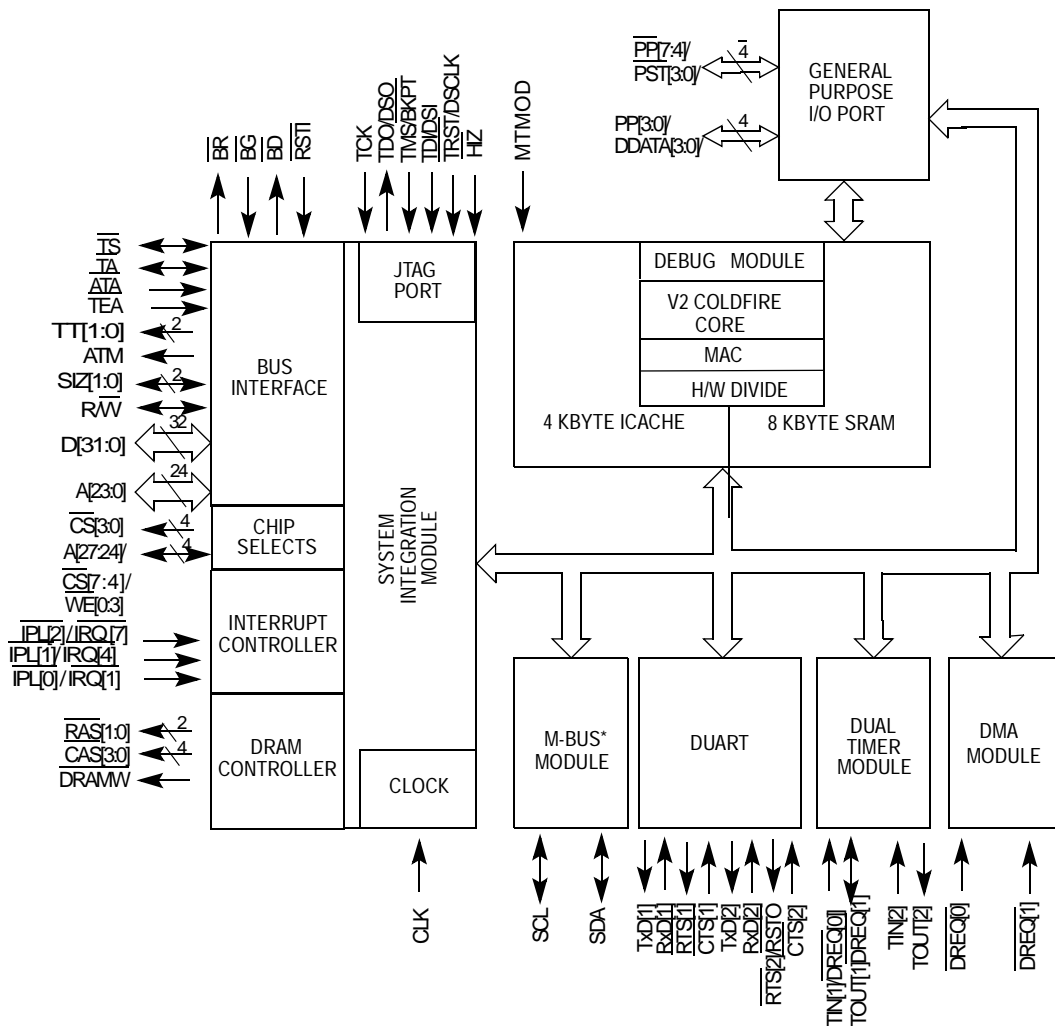 PP[7:4]/
PST[3:0]/
4
PP[3:0]/
DDATA[3:0]/
4
GENERAL
PURPOSE
I/O PORT
BR
BG
BD
RSTI
TCK
TDO/DSO
TMS/BKPT
TDI/DSI
TRST/DSCLK
HIZ
MTMOD
TS
TA
ATA
TEA
TT[1:0]
2
ATM
SIZ[1:0]
2
R/W
D[31:0]
32
A[23:0]
24
CS[3:0]
4
A[27:24]/
4
CS[7:4]/
WE[0:3]
IPL[2]/IRQ[7]
IPL[1]/IRQ[4]
IPL[0]/IRQ[1]
RAS[1:0]
2
CAS[3:0]
4
DRAMW
BUS
INTERFACE
CHIP
SELECTS
INTERRUPT
CONTROLLER
DRAM
CONTROLLER
JTAG
PORT
SYSTEM
INTEGRATION
MODULE
CLOCK
CLK
DEBUG MODULE
V2 COLDFIRE
CORE
MAC
H/W DIVIDE
4 KBYTE ICACHE
8 KBYTE SRAM
M-BUS*
MODULE
DUART
DUAL
TIMER
MODULE
DMA
MODULE
SCL
SDA
TxD[1]
RxD[1]
RTS[1]
CTS[1]
TxD[2]
RxD[2]
RTS[2]/RSTO
CTS[2]
TIN[1]/DREQ[0]
TOUT[1]DREQ[1]
TIN[2]
TOUT[2]
DREQ[0]
DREQ[1]